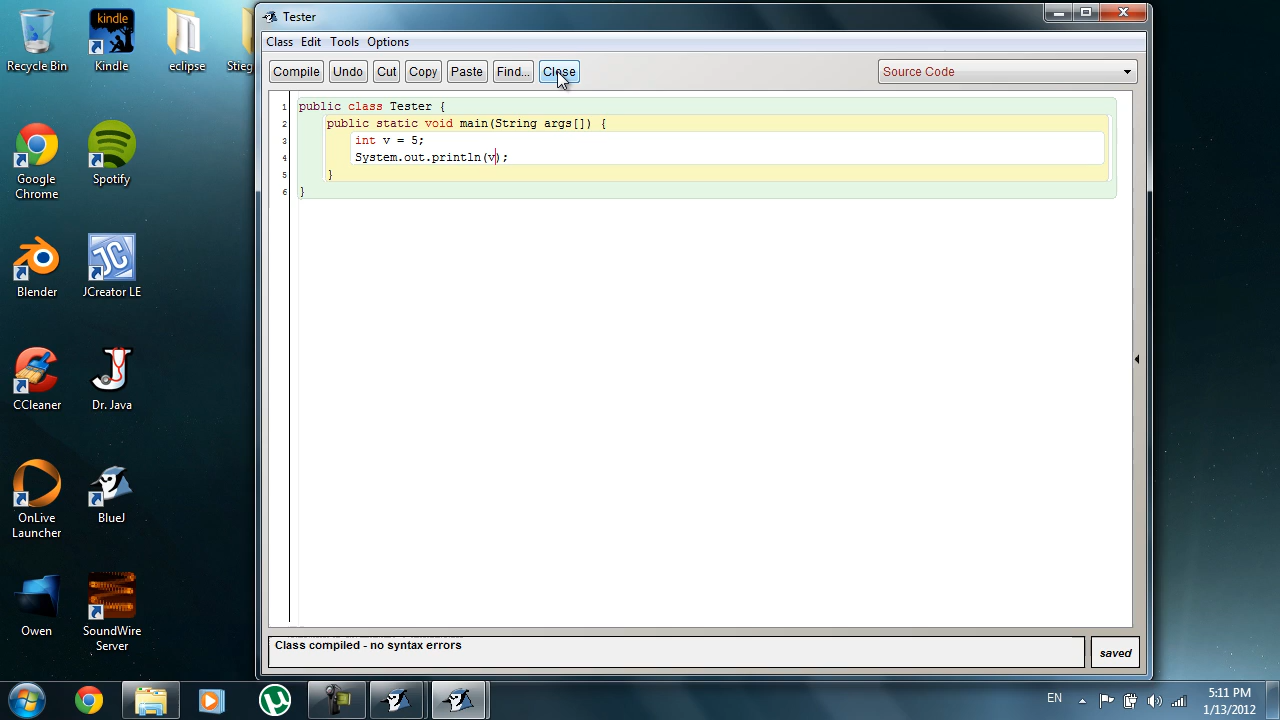 Tester
Class Edit Tools Options
Compile Undo Cut Copy Paste Find... Close
Source Code
1 public class Tester {
2 public static void main(String args[]) {
3 int v = 5;
4 System.out.println(v);
5 }
6 }
Class compiled - no syntax errors
saved
Recycle Bin
kindle
Kindle
eclipse
Stieg
Google
Chrome
Spotify
Blender
JC
JCreator LE
CCleaner
J
Dr. Java
OnLive
Launcher
BlueJ
Owen
SoundWire
Server
EN
5:11 PM
1/13/2012